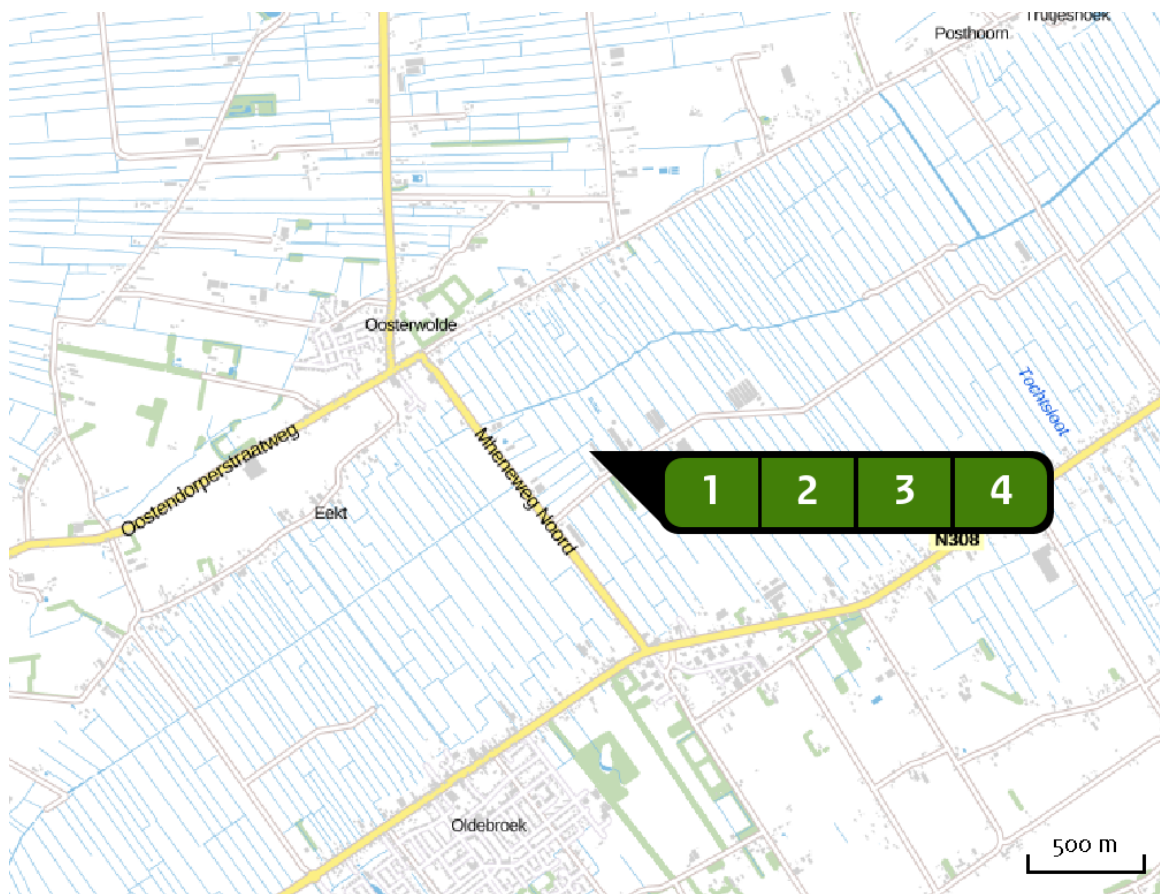 Trutjeshoek
Posthoorn
Oosterwolde
Tochtsloot
Oostendorperstraatweg
Mheneweg Noord
1 2 3 4
Eekt
N308
Oldebroek
500 m